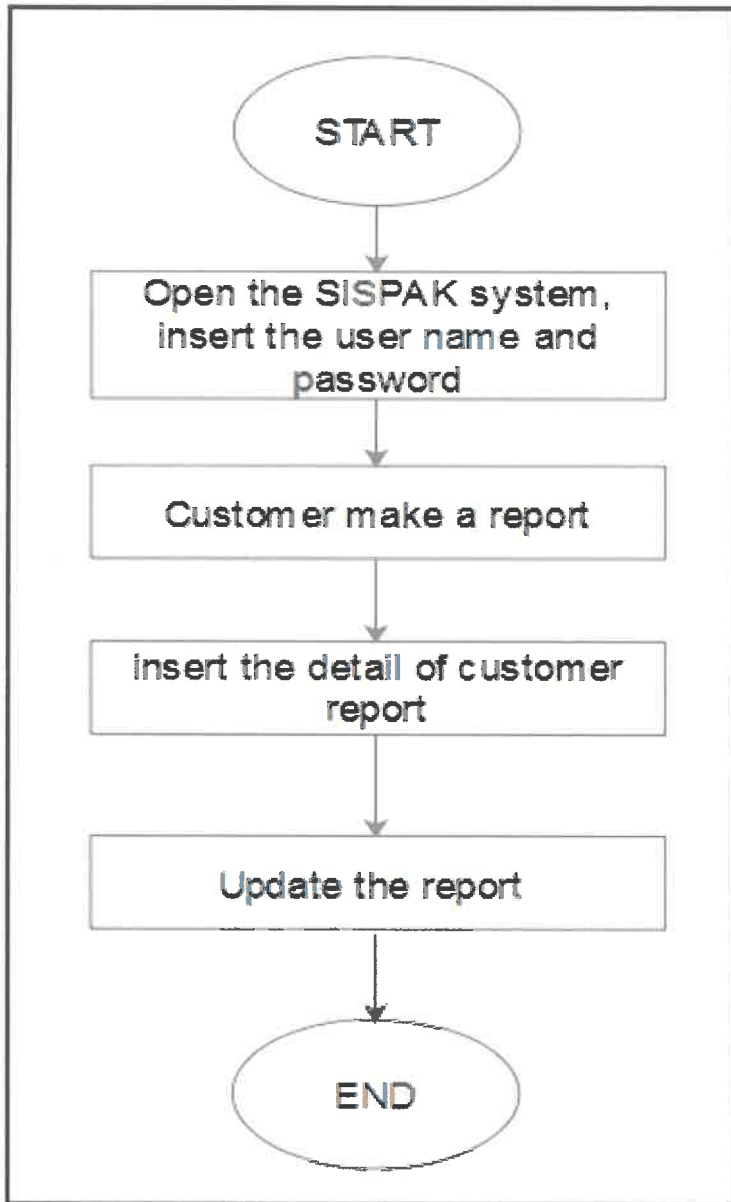 START
Open the SISPAK system,
insert the user name and
password
Customer make a report
insert the detail of customer
report
Update the report
END